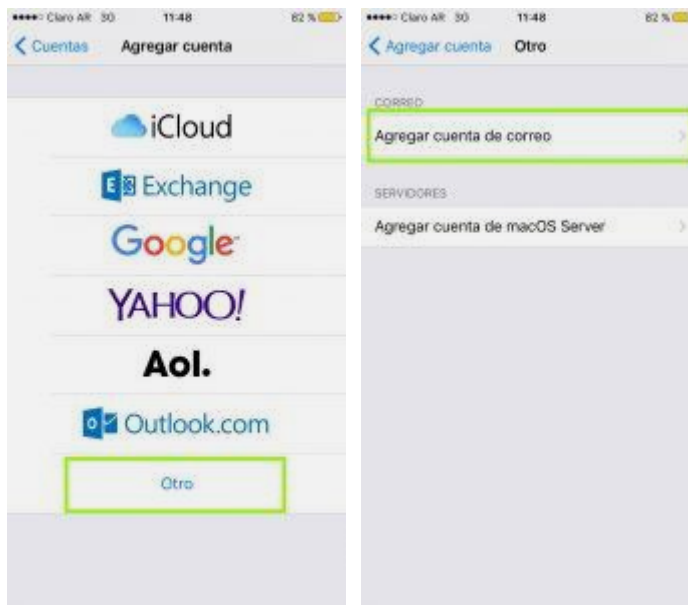 Claro AR 3G 11:48 82 %
Cuentas Agregar cuenta
iCloud
Exchange
Google
YAHOO!
Aol.
Outlook.com
Otro
Claro AR 3G 11:48 82 %
Agregar cuenta Otro
CORREO
Agregar cuenta de correo
SERVIDORES
Agregar cuenta de macOS Server